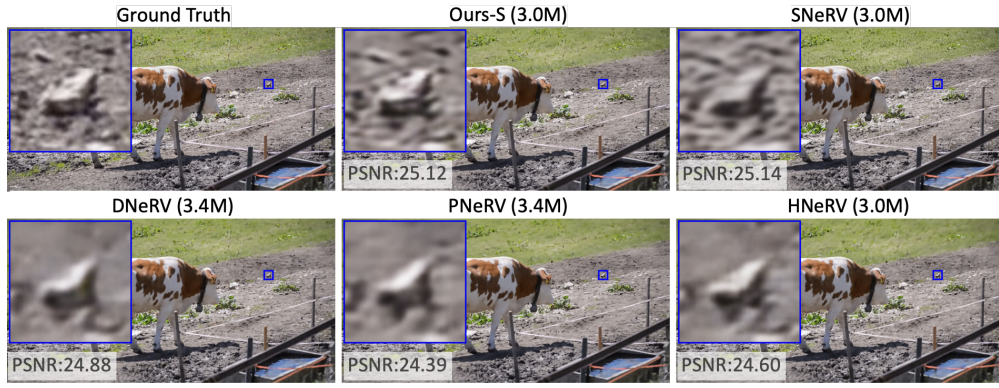 Ground Truth
Ours-S (3.0M)
SNeRV (3.0M)
PSNR:25.12
PSNR:25.14
DNeRV (3.4M)
PNeRV (3.4M)
HNeRV (3.0M)
PSNR:24.88
PSNR:24.39
PSNR:24.60